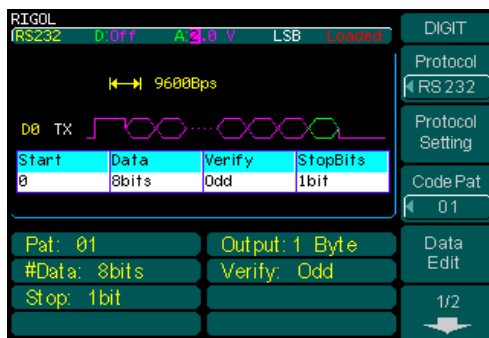 RIGOL
RS232 D:Off A:2.0 V LSB Loaded
9600Bps
D0 TX
Start Data Verify StopBits
0 8bits Odd 1bit
Pat: 01 Output: 1 Byte
#Data: 8bits Verify: Odd
Stop: 1bit
DIGIT
Protocol
RS232
Protocol
Setting
Code Pat
01
Data
Edit
1/2